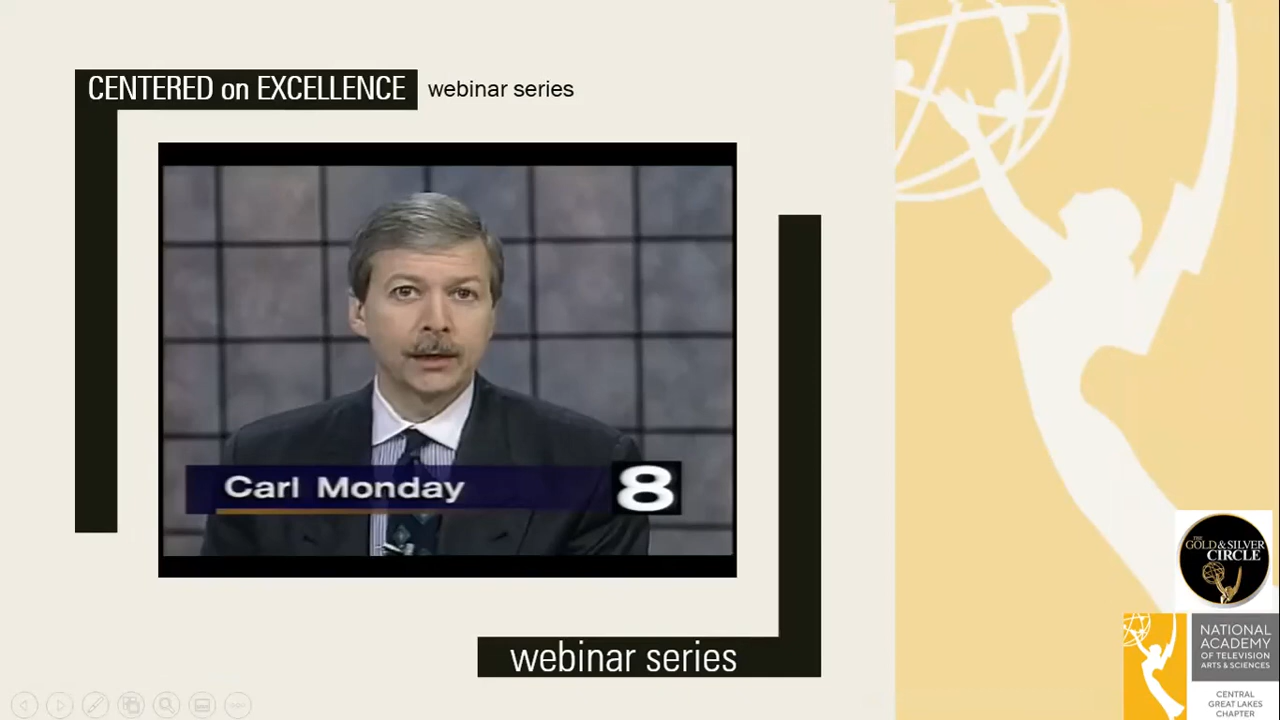 CENTERED on EXCELLENCE webinar series
Carl Monday 8
THE
GOLD & SILVER
CIRCLE
NATIONAL
ACADEMY
OF TELEVISION
ARTS & SCIENCES
webinar series
CENTRAL
GREAT LAKES
CHAPTER